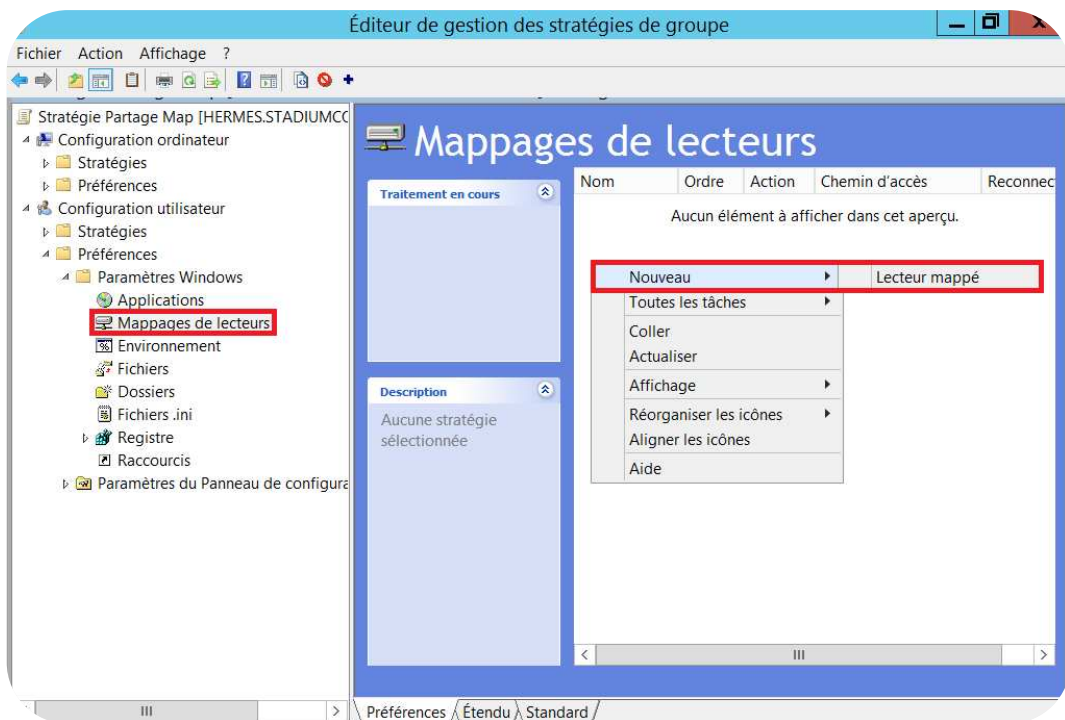 Éditeur de gestion des stratégies de groupe
Fichier Action Affichage ?
Stratégie Partage Map [HERMES.STADIUMCC
Configuration ordinateur
Stratégies
Préférences
Configuration utilisateur
Stratégies
Préférences
Paramètres Windows
Applications
Mappages de lecteurs
Environnement
Fichiers
Dossiers
Fichiers .ini
Registre
Raccourcis
Paramètres du Panneau de configura
Mappages de lecteurs
Traitement en cours
Description
Aucune stratégie
sélectionnée
Nom Ordre Action Chemin d'accès Reconnec
Aucun élément à afficher dans cet aperçu.
Nouveau
Lecteur mappé
Toutes les tâches
Coller
Actualiser
Affichage
Réorganiser les icônes
Aligner les icônes
Aide
Préférences Étendu Standard